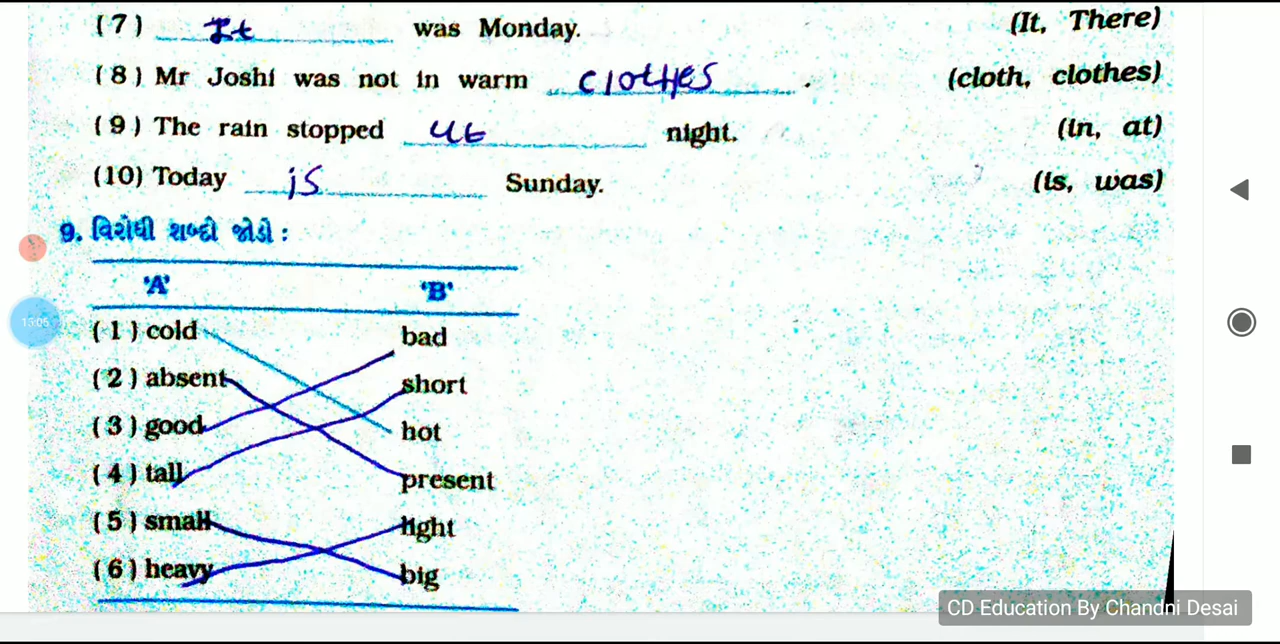 (7) It was Monday. (It, There)
(8) Mr Joshi was not in warm clothes. (cloth, clothes)
(9) The rain stopped at night. (in, at)
(10) Today is Sunday. (is, was)
9. વિરોધી શબ્દો જોડો :
'A' 'B'
(1) cold bad
(2) absent short
(3) good hot
(4) tall present
(5) small light
(6) heavy big
13:05
CD Education By Chandni Desai